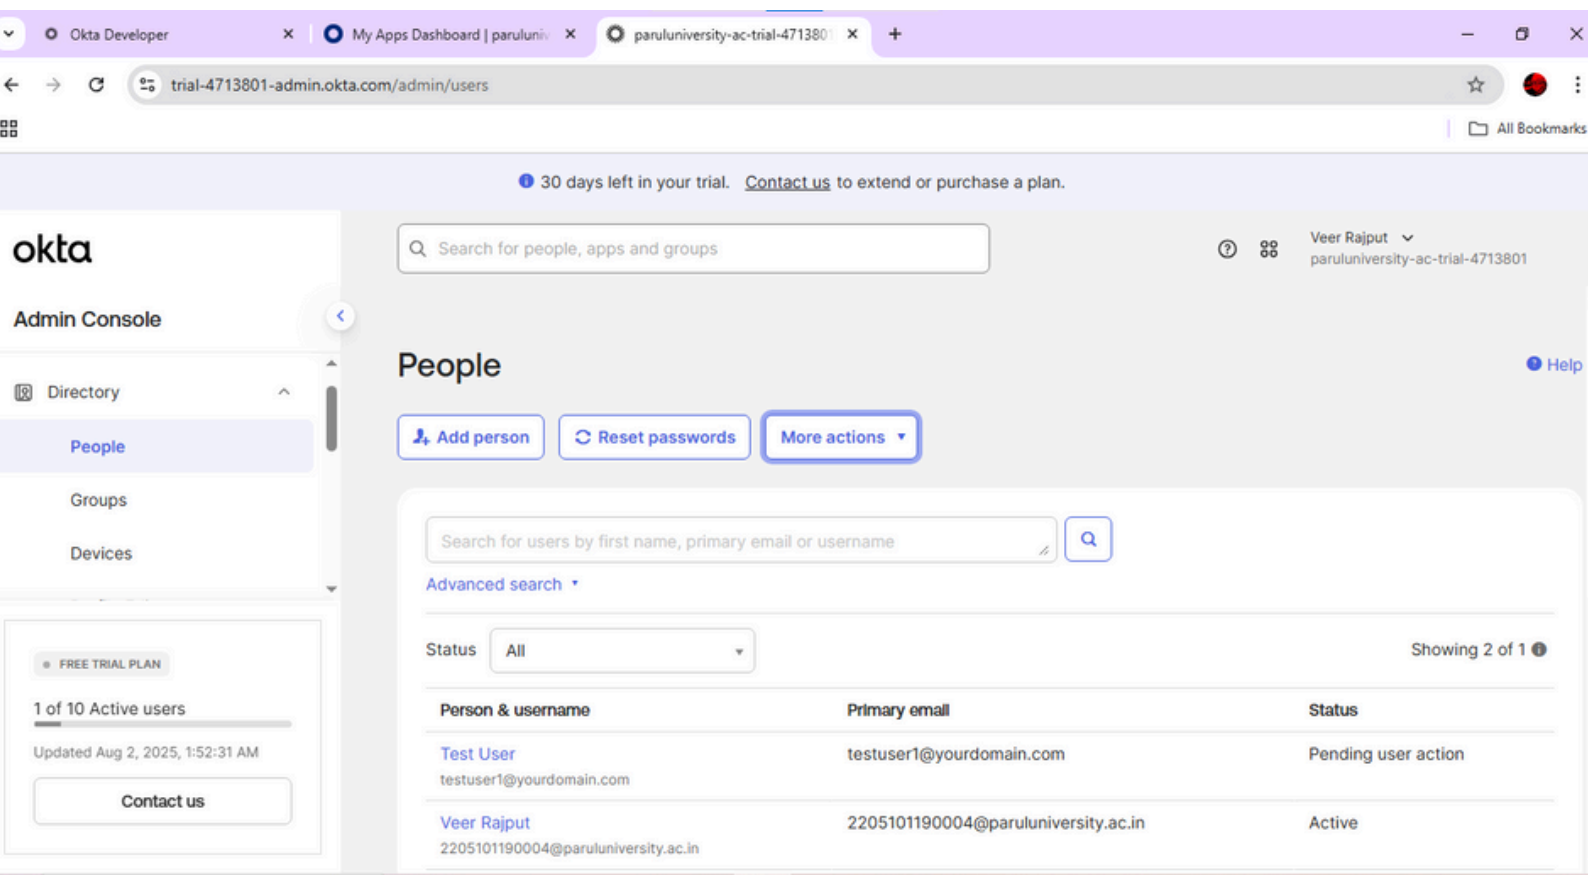 Okta Developer
My Apps Dashboard | paruluniv
paruluniversity-ac-trial-4713801
trial-4713801-admin.okta.com/admin/users
All Bookmarks
30 days left in your trial. Contact us to extend or purchase a plan.
okta
Search for people, apps and groups
Veer Rajput
paruluniversity-ac-trial-4713801
Admin Console
People
Help
Directory
Add person
Reset passwords
More actions
People
Groups
Search for users by first name, primary email or username
Devices
Advanced search
Status
All
Showing 2 of 1
FREE TRIAL PLAN
1 of 10 Active users
Updated Aug 2, 2025, 1:52:31 AM
Contact us
Person & username
Primary email
Status
Test User
testuser1@yourdomain.com
Pending user action
testuser1@yourdomain.com
Veer Rajput
2205101190004@paruluniversity.ac.in
Active
2205101190004@paruluniversity.ac.in